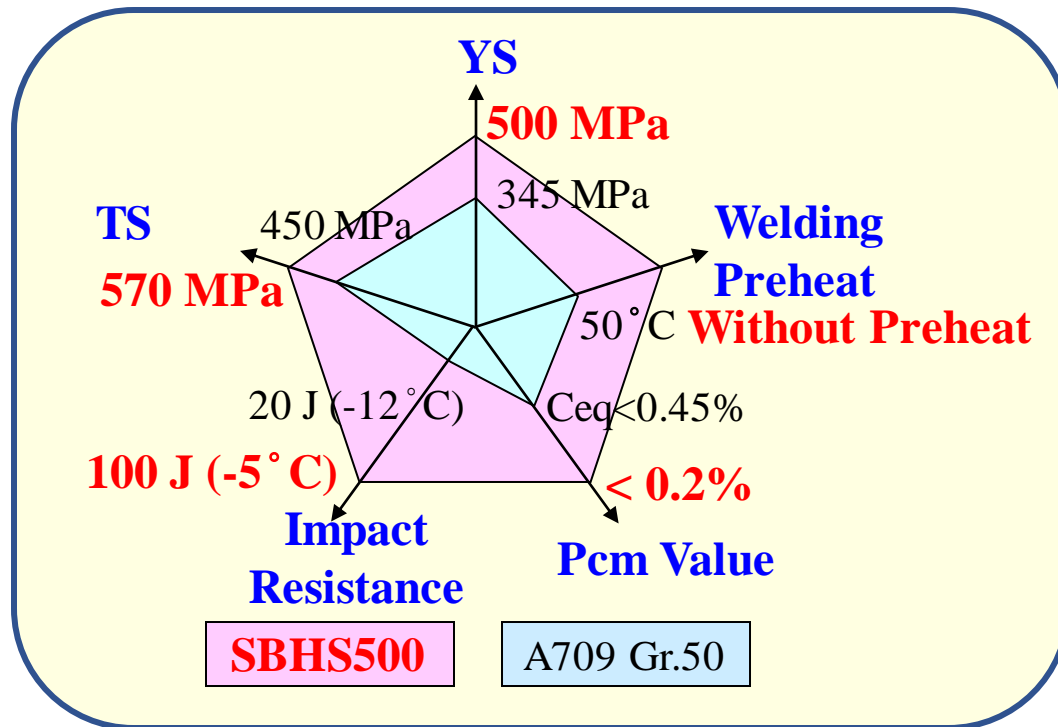 YS
500 MPa
345 MPa
TS
450 MPa
570 MPa
Welding
Preheat
50°C
Without Preheat
20 J (-12°C)
Ceq<0.45%
100 J (-5°C)
< 0.2%
Impact
Resistance
Pcm Value
SBHS500
A709 Gr.50